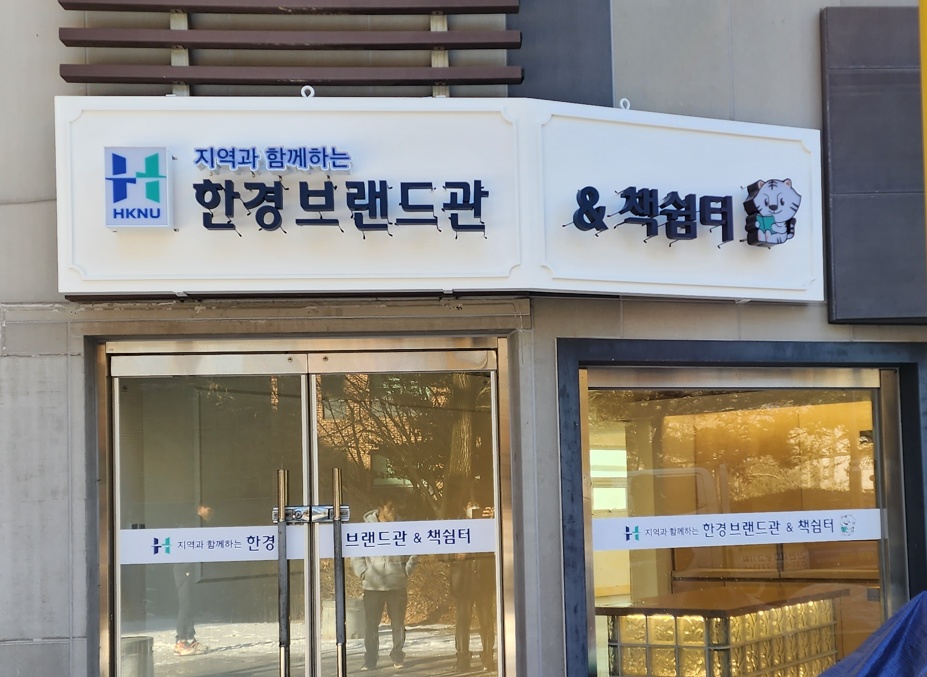 지역과 함께하는
HKNU
한경브랜드관
& 책쉼터
지역과 함께하는 한경
브랜드관 & 책쉼터
지역과 함께하는 한경브랜드관 & 책쉼터